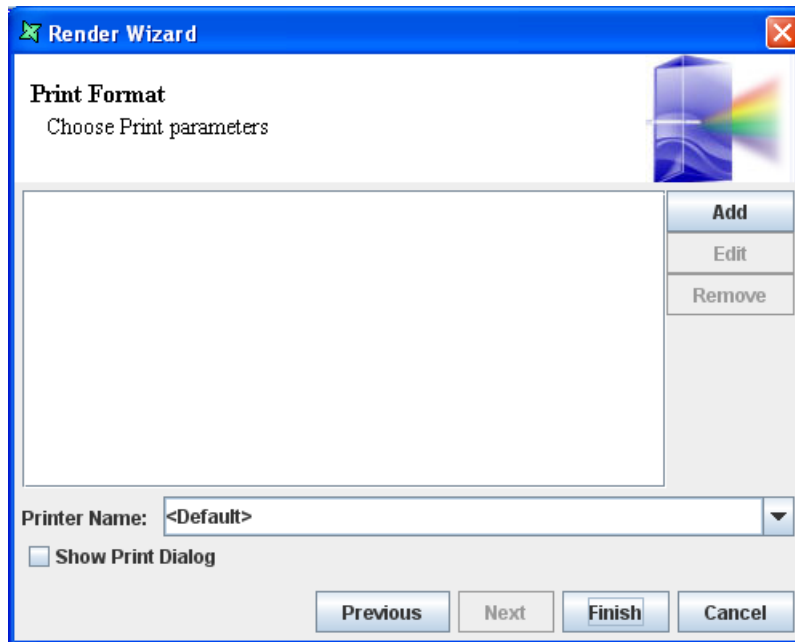 Render Wizard
Print Format
Choose Print parameters
Add
Edit
Remove
Printer Name: <Default>
Show Print Dialog
Previous Next Finish Cancel